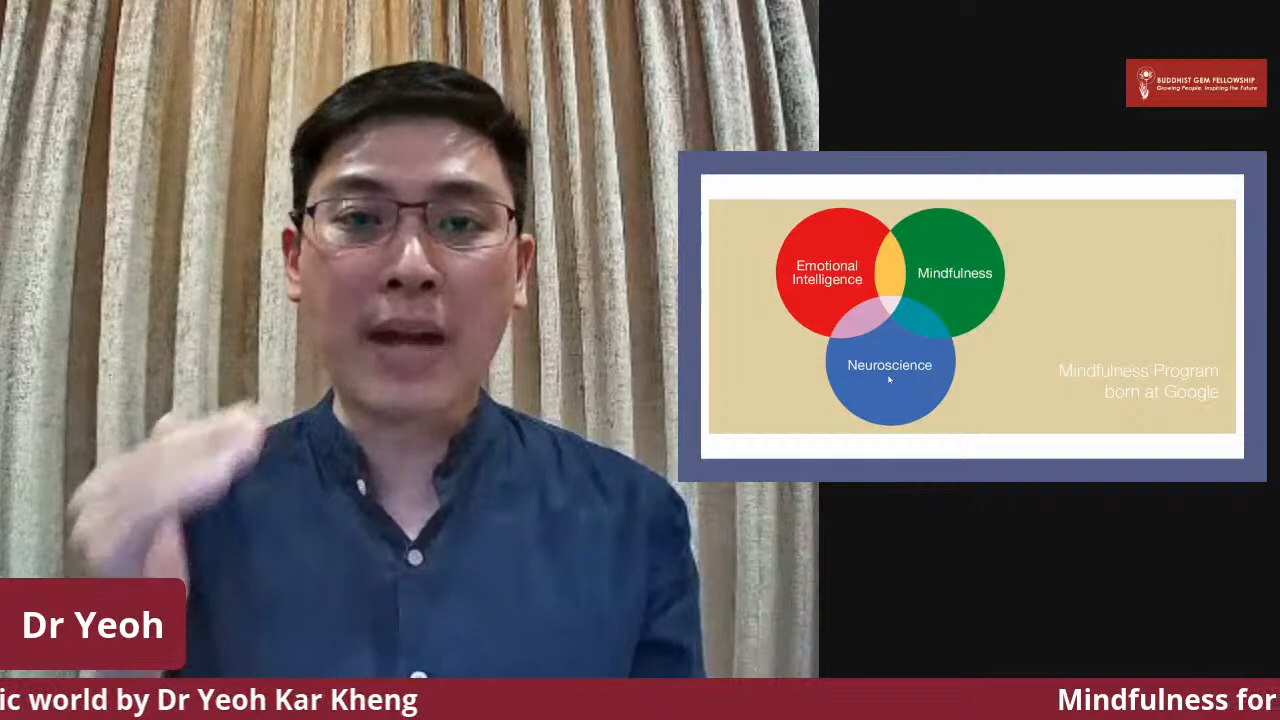 BUDDHIST GEM FELLOWSHIP
Growing People. Inspiring the Future
Emotional
Intelligence
Mindfulness
Neuroscience
Mindfulness Program
born at Google
Dr Yeoh
ic world by Dr Yeoh Kar Kheng
Mindfulness for